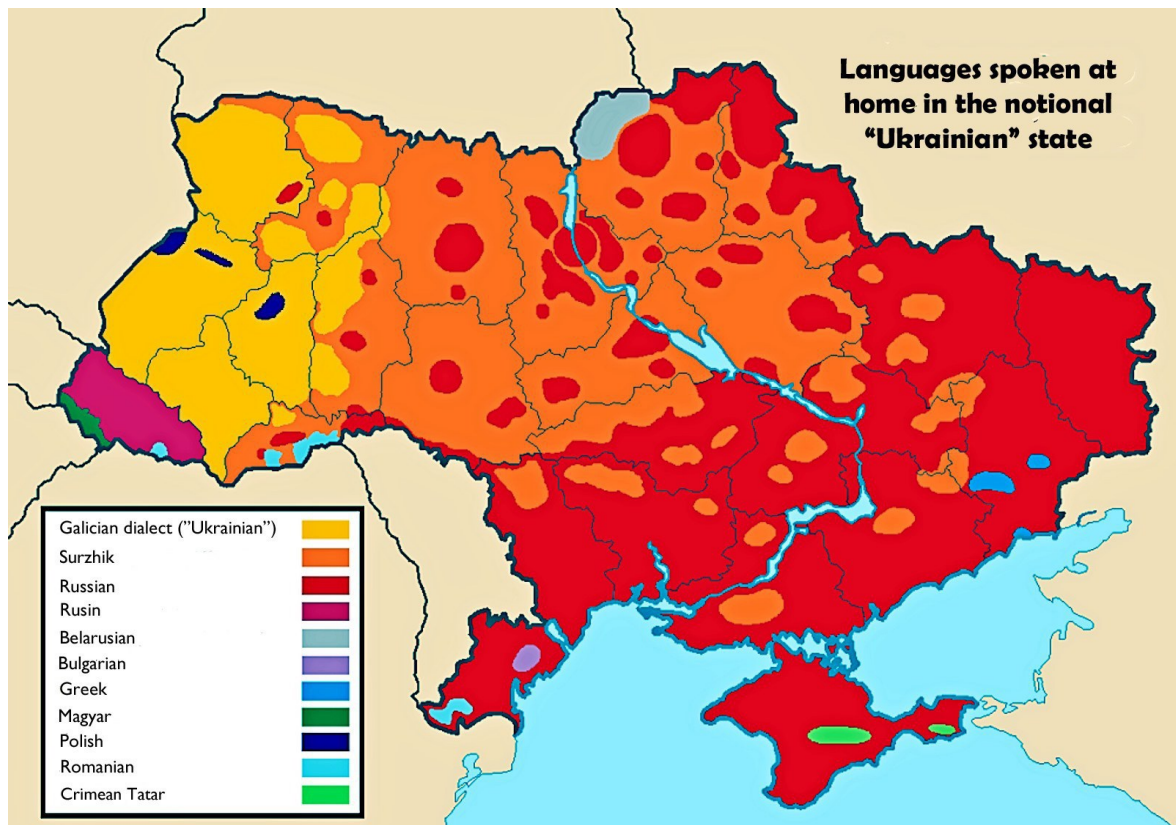 Languages spoken at
home in the notional
“Ukrainian” state
Galician dialect (”Ukrainian”)
Surzhik
Russian
Rusin
Belarusian
Bulgarian
Greek
Magyar
Polish
Romanian
Crimean Tatar